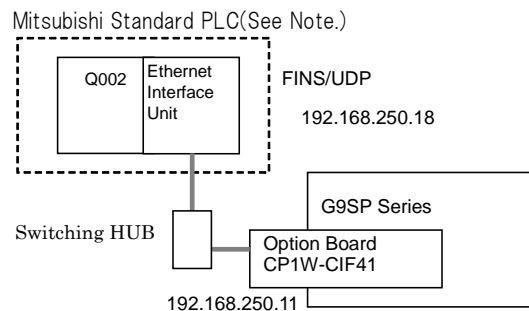 Mitsubishi Standard PLC(See Note.)
Q002
Ethernet
Interface
Unit
FINS/UDP
192.168.250.18
G9SP Series
Switching HUB
Option Board
CP1W-CIF41
192.168.250.11